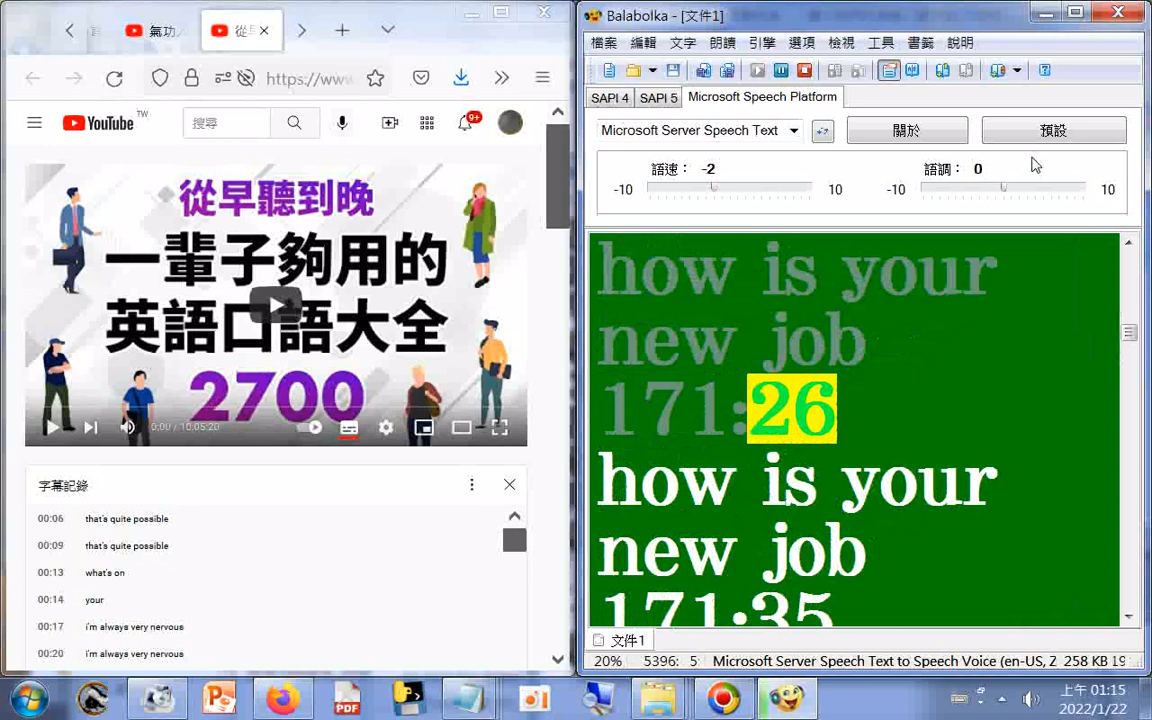 氣功
從
https://www
YouTube TW
搜尋
9+
從早聽到晚
一輩子夠用的
英語口語大全
2700
0:00 / 10:05:20
字幕記錄
00:06 that's quite possible
00:09 that's quite possible
00:13 what's on
00:14 your
00:17 i'm always very nervous
00:20 i'm always very nervous
Balabolka - [文件1]
檔案 編輯 文字 朗讀 引擎 選項 檢視 工具 書籤 說明
SAPI 4 SAPI 5 Microsoft Speech Platform
Microsoft Server Speech Text 關於 預設
語速： -2 語調： 0
-10 10 -10 10
how is your
new job
171:26
how is your
new job
171:35
文件1
20% 5396: 5 Microsoft Server Speech Text to Speech Voice (en-US, Z 258 KB 19
PDF
上午 01:15
2022/1/22